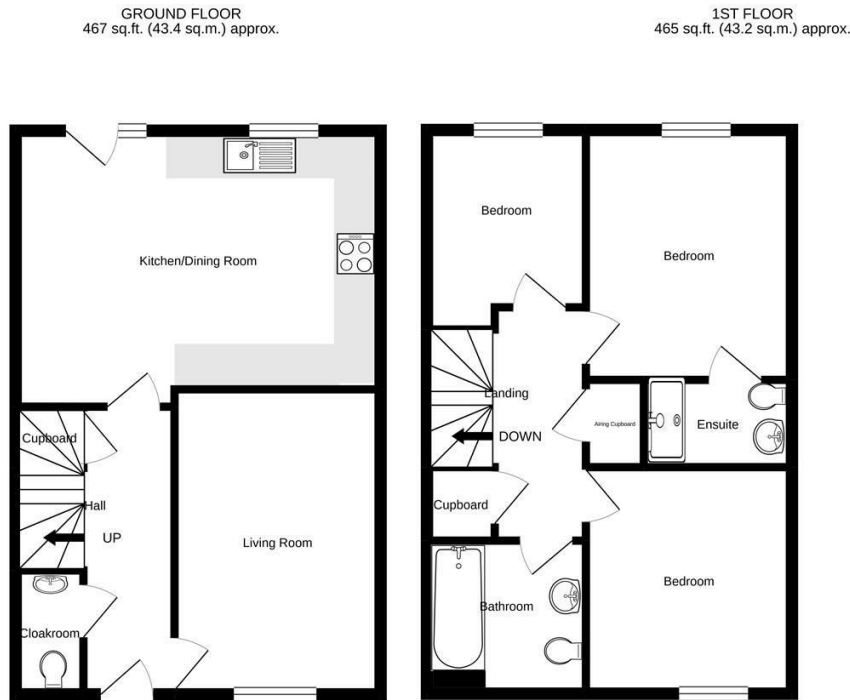 GROUND FLOOR
467 sq.ft. (43.4 sq.m.) approx.
Kitchen/Dining Room
Cupboard
Hall
UP
Living Room
Cloakroom
1ST FLOOR
465 sq.ft. (43.2 sq.m.) approx.
Bedroom
Bedroom
Landing
DOWN
Airing Cupboard
Ensuite
Cupboard
Bedroom
Bathroom